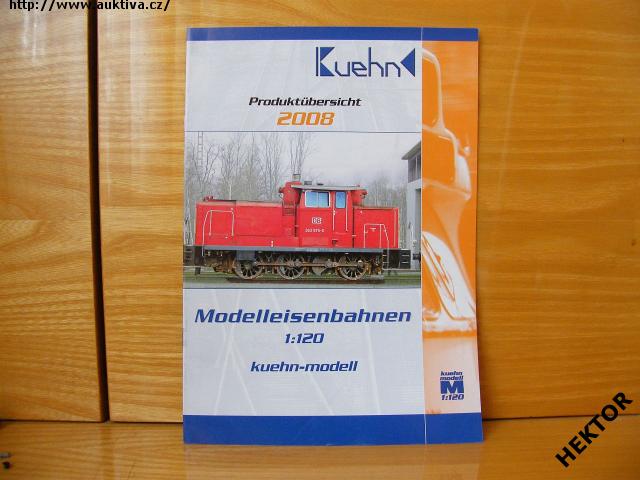 http://www.auktiva.cz/
Kuehn
Produktübersicht
2008
DB
Modelleisenbahnen
1:120
kuehn-modell
kuehn
modell
M
1:120
HEKTOR